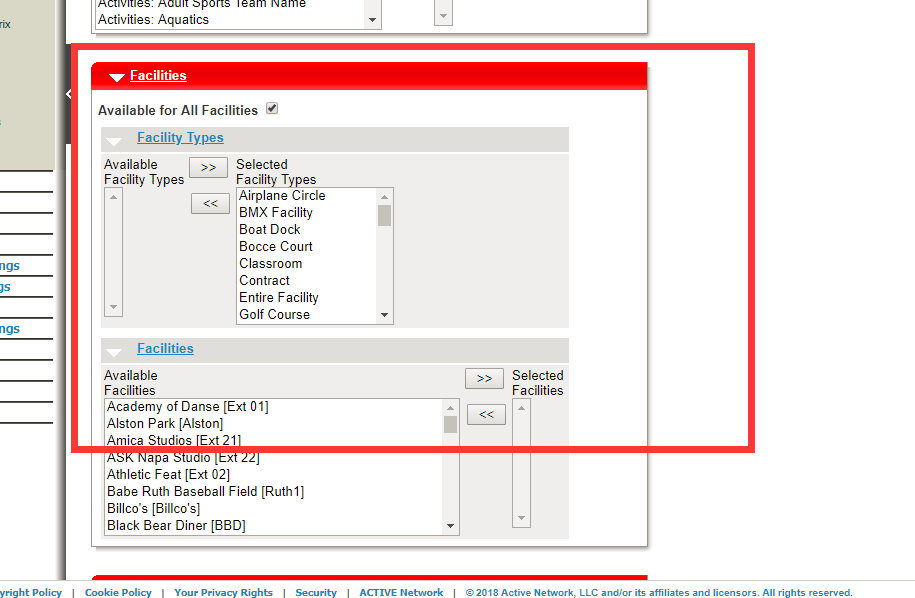 Activities: Adult Sports Team Name
Activities: Aquatics
Facilities
Available for All Facilities
Facility Types
Available
Facility Types
>>
<<
Selected
Facility Types
Airplane Circle
BMX Facility
Boat Dock
Bocce Court
Classroom
Contract
Entire Facility
Golf Course
ngs
gs
ngs
Facilities
Available
Facilities
>>
<<
Selected
Facilities
Academy of Danse [Ext 01]
Alston Park [Alston]
Amica Studios [Ext 21]
ASK Napa Studio [Ext 22]
Athletic Feat [Ext 02]
Babe Ruth Baseball Field [Ruth1]
Billco's [Billco's]
Black Bear Diner [BBD]
yright Policy | Cookie Policy | Your Privacy Rights | Security | ACTIVE Network | © 2018 Active Network, LLC and/or its affiliates and licensors. All rights reserved.